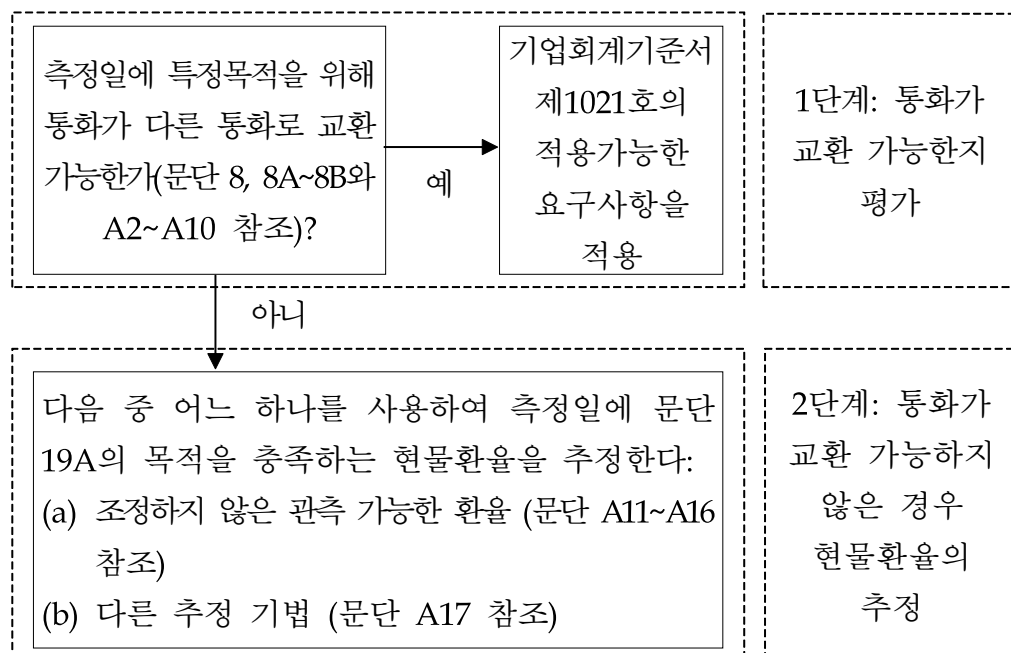 측정일에 특정목적을 위해
통화가 다른 통화로 교환
가능한가(문단 8, 8A~8B와
A2~A10 참조)?
예
기업회계기준서
제1021호의
적용가능한
요구사항을
적용
1단계: 통화가
교환 가능한지
평가
아니
다음 중 어느 하나를 사용하여 측정일에 문단
19A의 목적을 충족하는 현물환율을 추정한다:
(a) 조정하지 않은 관측 가능한 환율 (문단 A11~A16
참조)
(b) 다른 추정 기법 (문단 A17 참조)
2단계: 통화가
교환 가능하지
않은 경우
현물환율의
추정